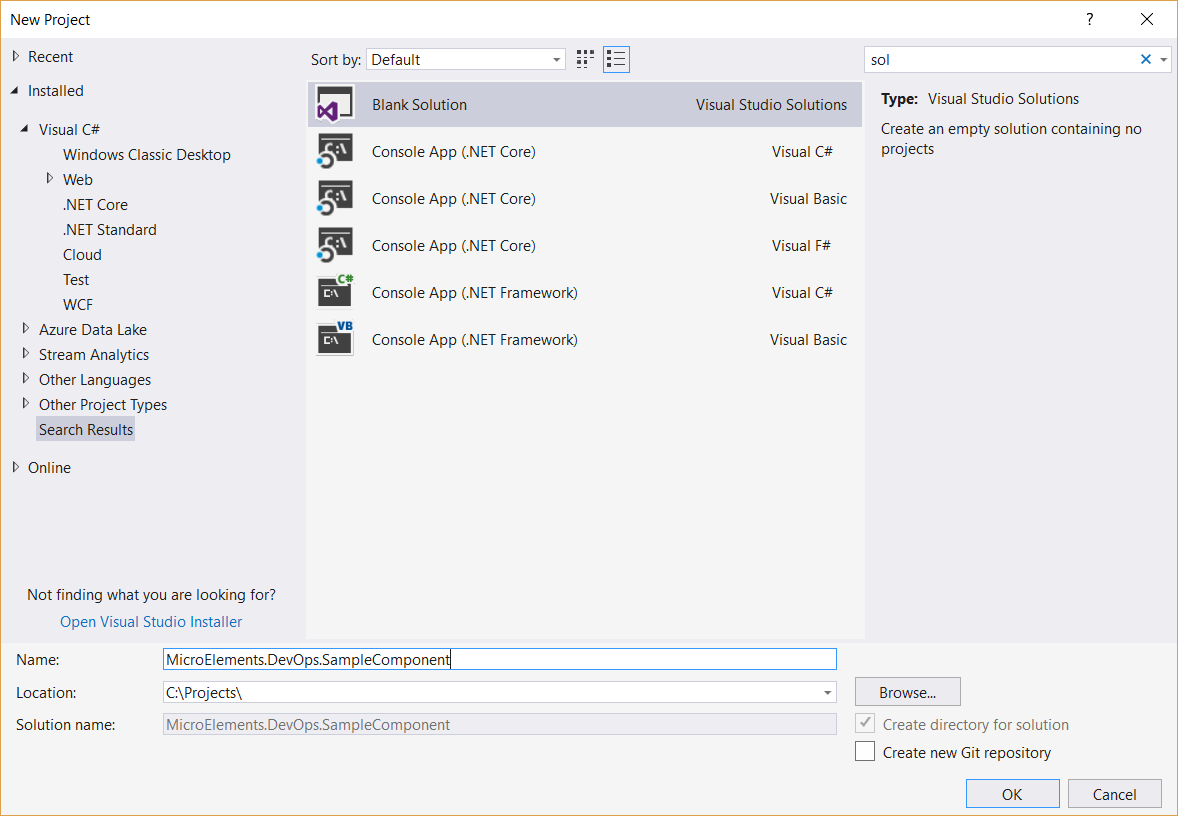 New Project
?
Recent
Installed
Visual C#
Windows Classic Desktop
Web
.NET Core
.NET Standard
Cloud
Test
WCF
Azure Data Lake
Stream Analytics
Other Languages
Other Project Types
Search Results
Online
Not finding what you are looking for?
Open Visual Studio Installer
Sort by: Default
Blank Solution Visual Studio Solutions
C:\ Console App (.NET Core) Visual C#
C:\ Console App (.NET Core) Visual Basic
C:\ Console App (.NET Core) Visual F#
C# C:\ Console App (.NET Framework) Visual C#
VB C:\ Console App (.NET Framework) Visual Basic
sol
Type: Visual Studio Solutions
Create an empty solution containing no
projects
Name: MicroElements.DevOps.SampleComponent
Location: C:\Projects\ Browse...
Solution name: MicroElements.DevOps.SampleComponent Create directory for solution
Create new Git repository
OK Cancel